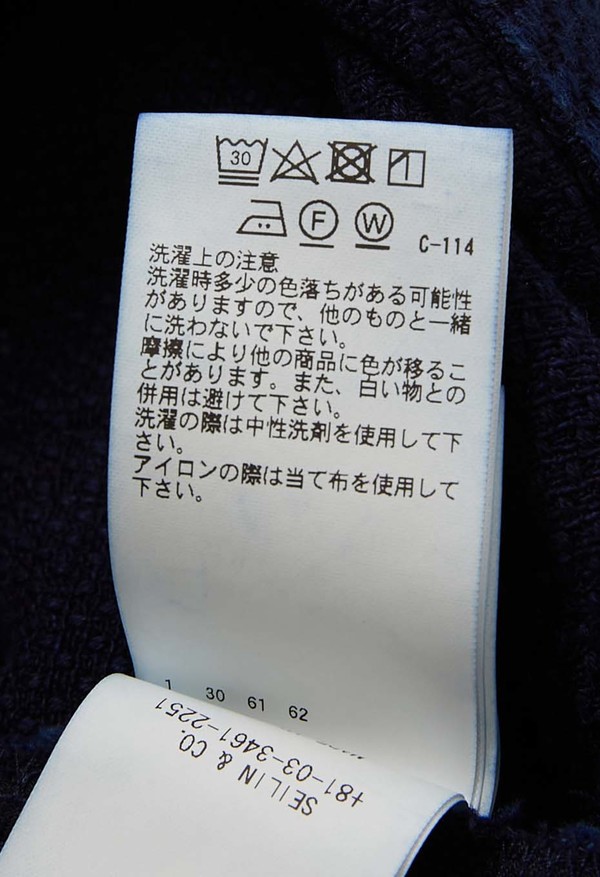 30
F W C-114
洗濯上の注意
洗濯時多少の色落ちがある可能性
がありますので、他のものと一緒
に洗わないで下さい。
摩擦により他の商品に色が移るこ
とがあります。また、白い物との
併用は避けて下さい。
洗濯の際は中性洗剤を使用して下
さい。
アイロンの際は当て布を使用して
下さい。
1 30 61 62
SEILIN & CO.
+81-03-3461-2251